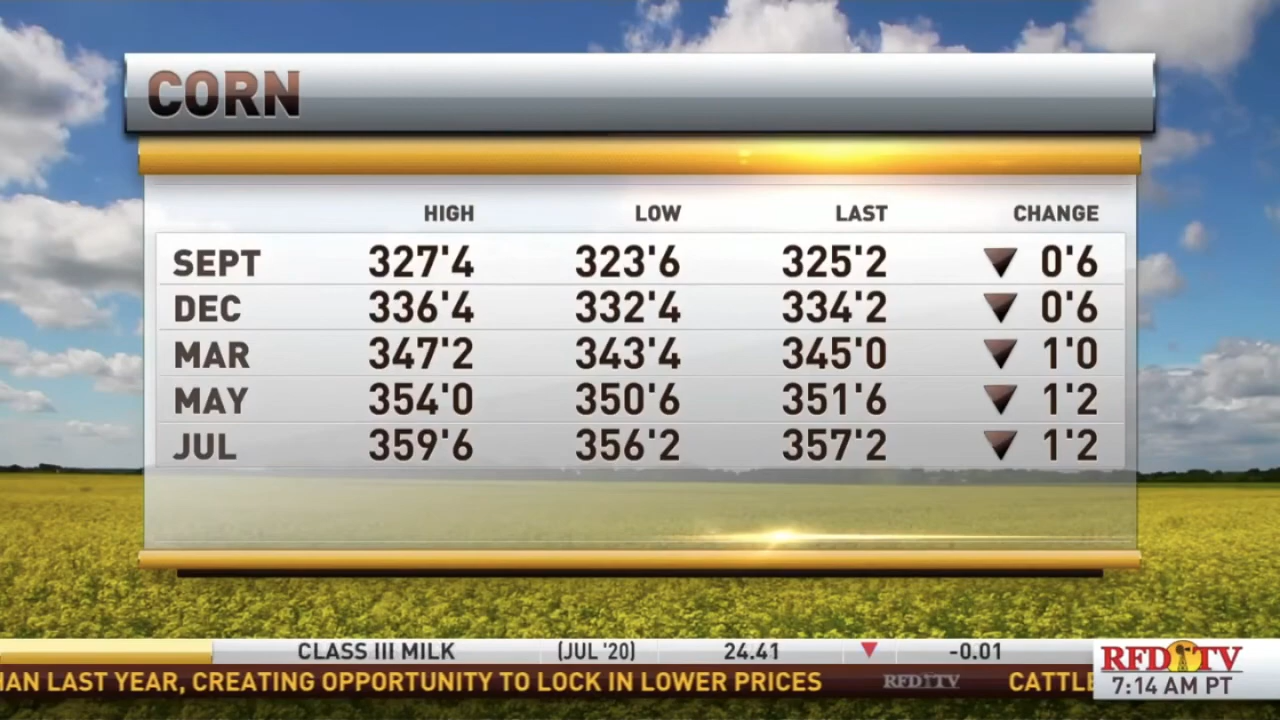 CORN
HIGH LOW LAST CHANGE
SEPT 327'4 323'6 325'2 ▼ 0'6
DEC 336'4 332'4 334'2 ▼ 0'6
MAR 347'2 343'4 345'0 ▼ 1'0
MAY 354'0 350'6 351'6 ▼ 1'2
JUL 359'6 356'2 357'2 ▼ 1'2
CLASS III MILK (JUL '20) 24.41 ▼ -0.01
HAN LAST YEAR, CREATING OPPORTUNITY TO LOCK IN LOWER PRICES RFD TV CATTLE
RFD TV
7:14 AM PT